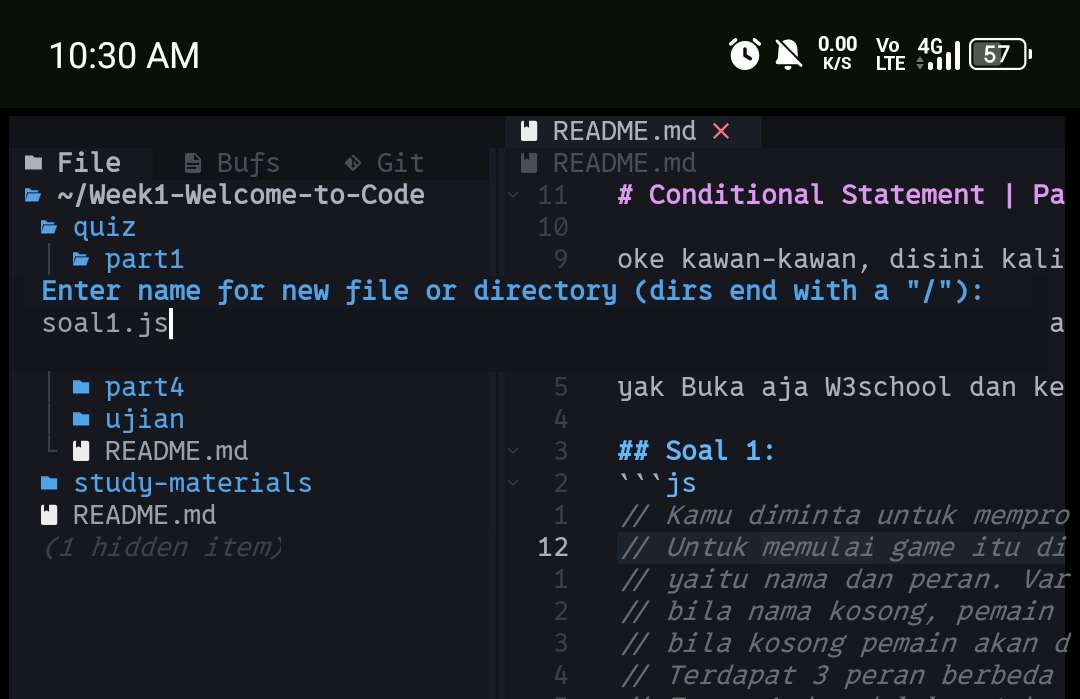 10:30 AM
0.00 K/S
Vo LTE
4G
57
README.md
File Bufs Git
README.md
~/Week1-Welcome-to-Code
11 # Conditional Statement | Pa
quiz
10
part1
9 oke kawan-kawan, disini kali
Enter name for new file or directory (dirs end with a "/"):
soal1.js
a
part4
5 yak Buka aja W3school dan ke
ujian
4
README.md
3 ## Soal 1:
study-materials
2 ```js
README.md
1 // Kamu diminta untuk mempro
(1 hidden item)
12 // Untuk memulai game itu di
1 // yaitu nama dan peran. Var
2 // bila nama kosong, pemain
3 // bila kosong pemain akan d
4 // Terdapat 3 peran berbeda